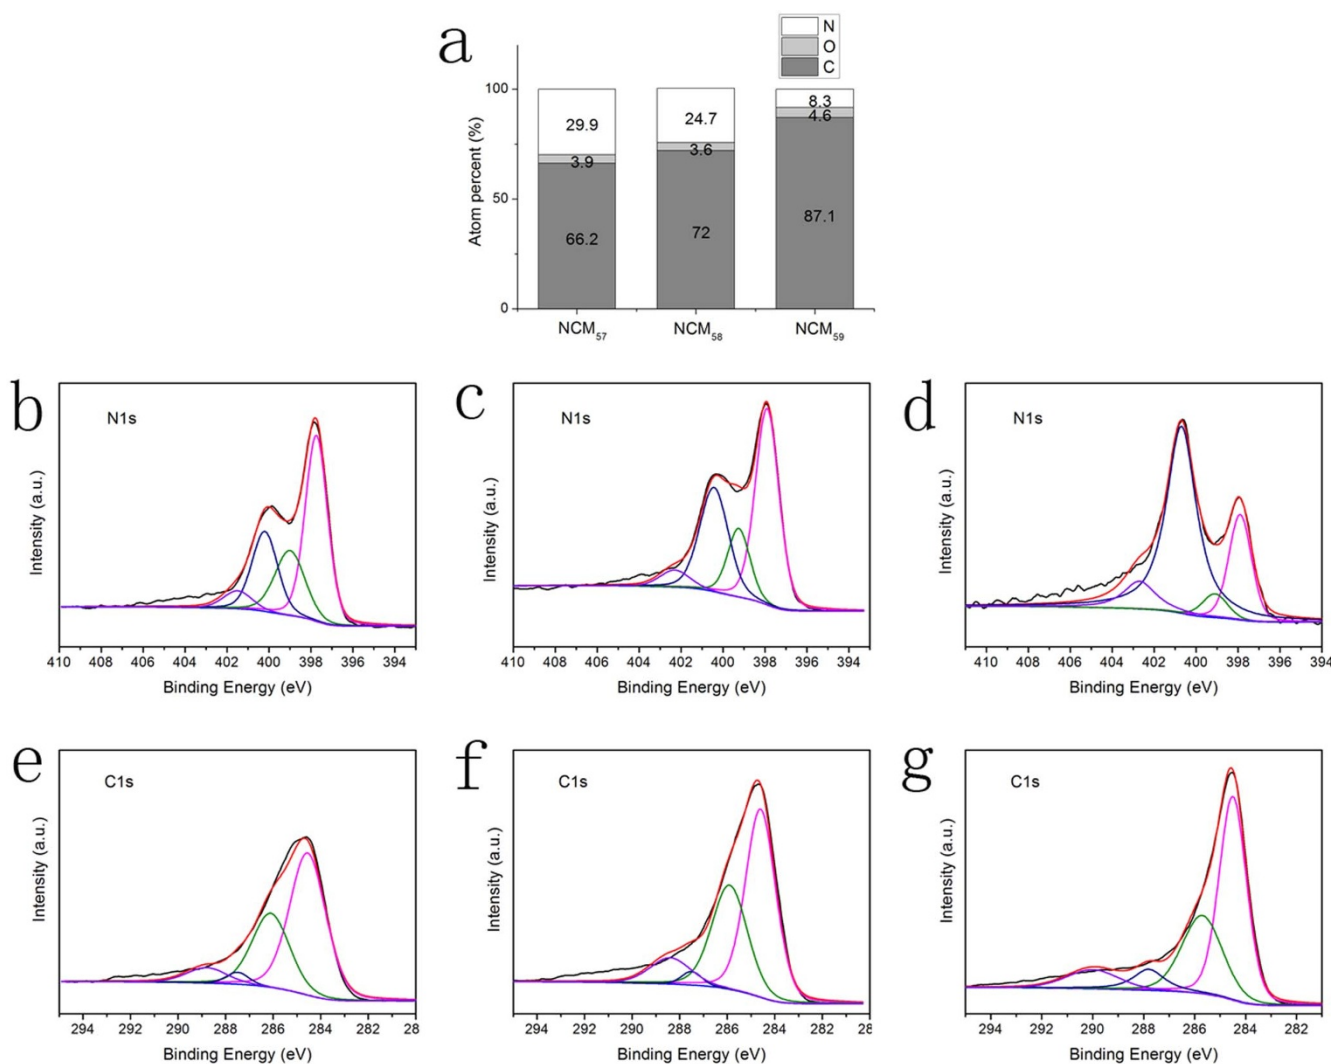 a
N
O
C
Atom percent (%)
100
50
0
29.9
3.9
66.2
24.7
3.6
72
8.3
4.6
87.1
NCM57
NCM58
NCM59
b
N1s
Intensity (a.u.)
410 408 406 404 402 400 398 396 394
Binding Energy (eV)
c
N1s
Intensity (a.u.)
410 408 406 404 402 400 398 396 394
Binding Energy (eV)
d
N1s
Intensity (a.u.)
410 408 406 404 402 400 398 396 394
Binding Energy (eV)
e
C1s
Intensity (a.u.)
294 292 290 288 286 284 282 28
Binding Energy (eV)
f
C1s
Intensity (a.u.)
294 292 290 288 286 284 282 28
Binding Energy (eV)
g
C1s
Intensity (a.u.)
294 292 290 288 286 284 282
Binding Energy (eV)